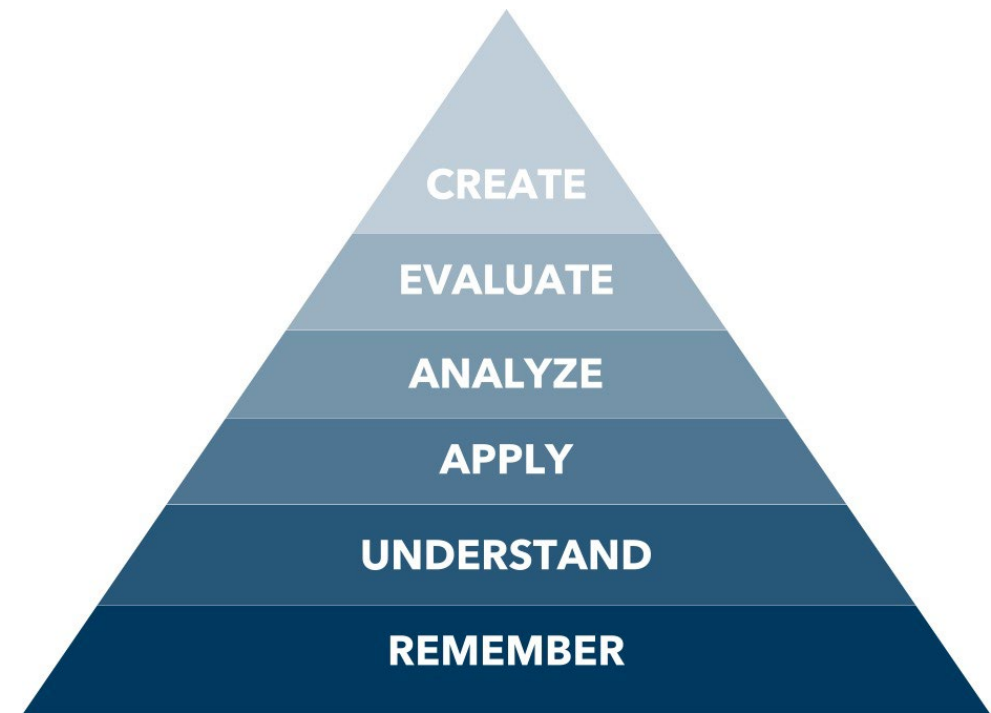 CREATE
EVALUATE
ANALYZE
APPLY
UNDERSTAND
REMEMBER